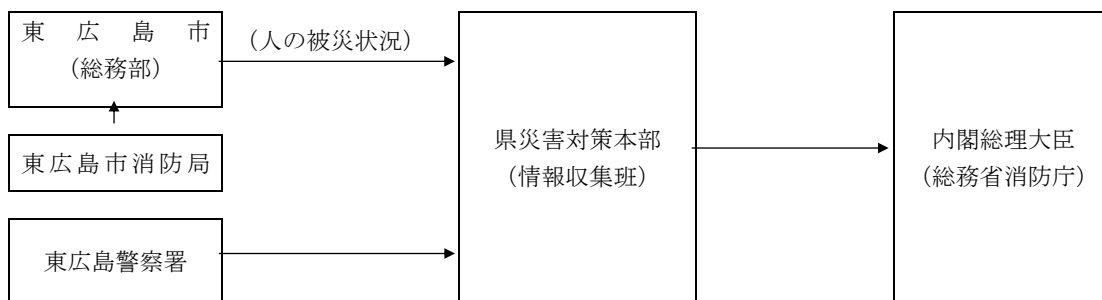 東広島市
（総務部）
（人の被災状況）
東広島市消防局
東広島警察署
県災害対策本部
（情報収集班）
内閣総理大臣
（総務省消防庁）